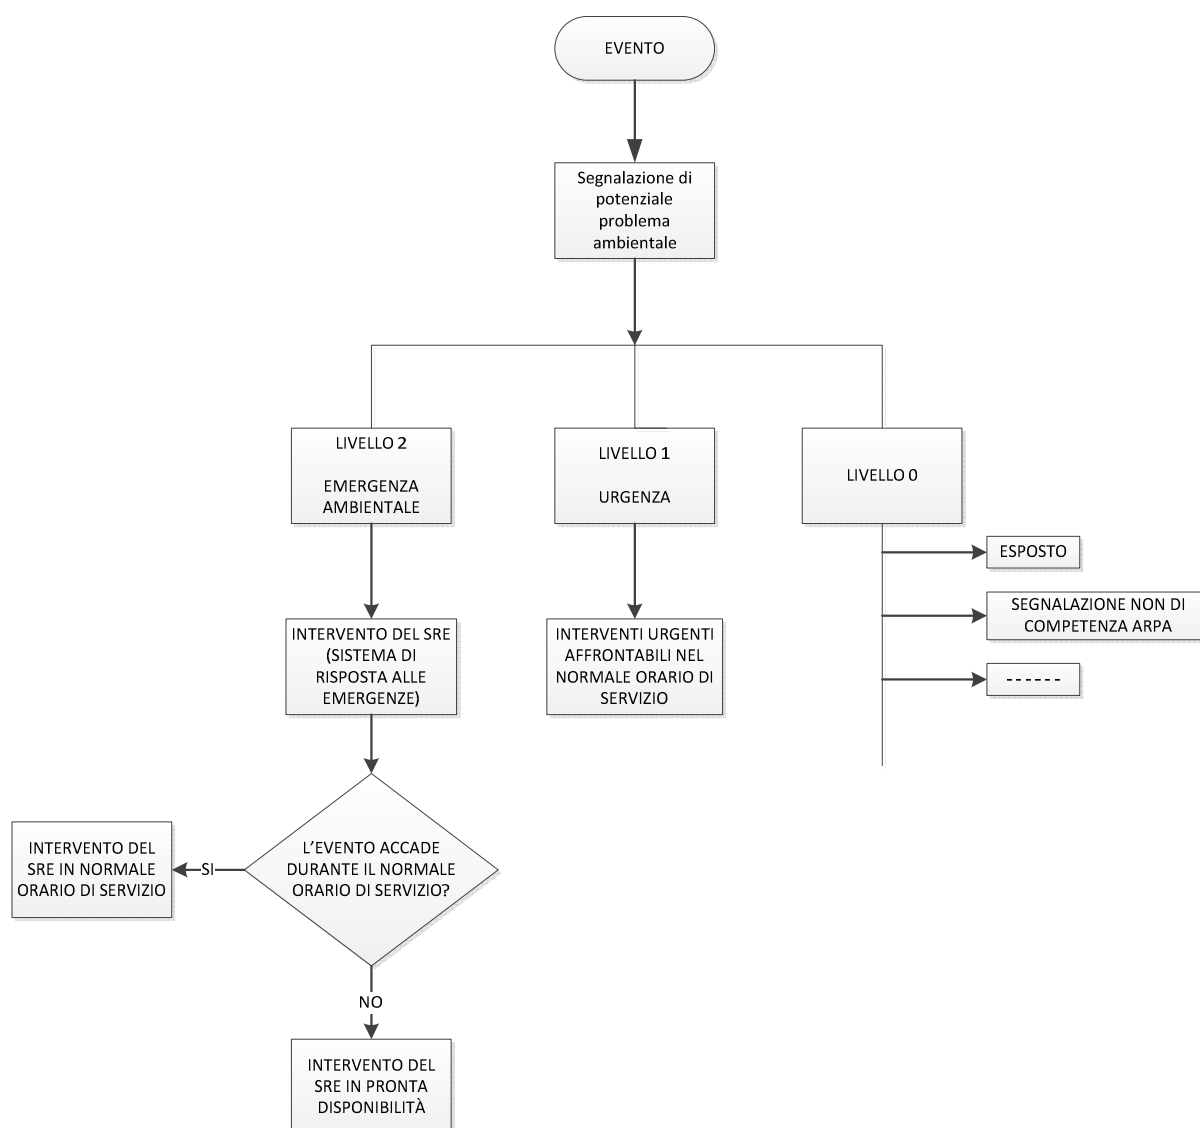 EVENTO
Segnalazione di
potenziale
problema
ambientale
LIVELLO 2
EMERGENZA
AMBIENTALE
LIVELLO 1
URGENZA
LIVELLO 0
ESPOSTO
SEGNALAZIONE NON DI
COMPETENZA ARPA
------
INTERVENTO DEL SRE
(SISTEMA DI
RISPOSTA ALLE
EMERGENZE)
INTERVENTI URGENTI
AFFRONTABILI NEL
NORMALE ORARIO DI
SERVIZIO
L’EVENTO ACCADE
DURANTE IL NORMALE
ORARIO DI SERVIZIO?
SI
INTERVENTO DEL
SRE IN NORMALE
ORARIO DI SERVIZIO
NO
INTERVENTO DEL
SRE IN PRONTA
DISPONIBILITÀ